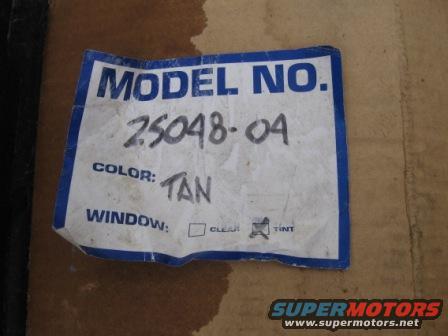 MODEL NO.
25048-04
COLOR: TAN
WINDOW: CLEAR TINT
SUPERMOTORS
www.supermotors.net